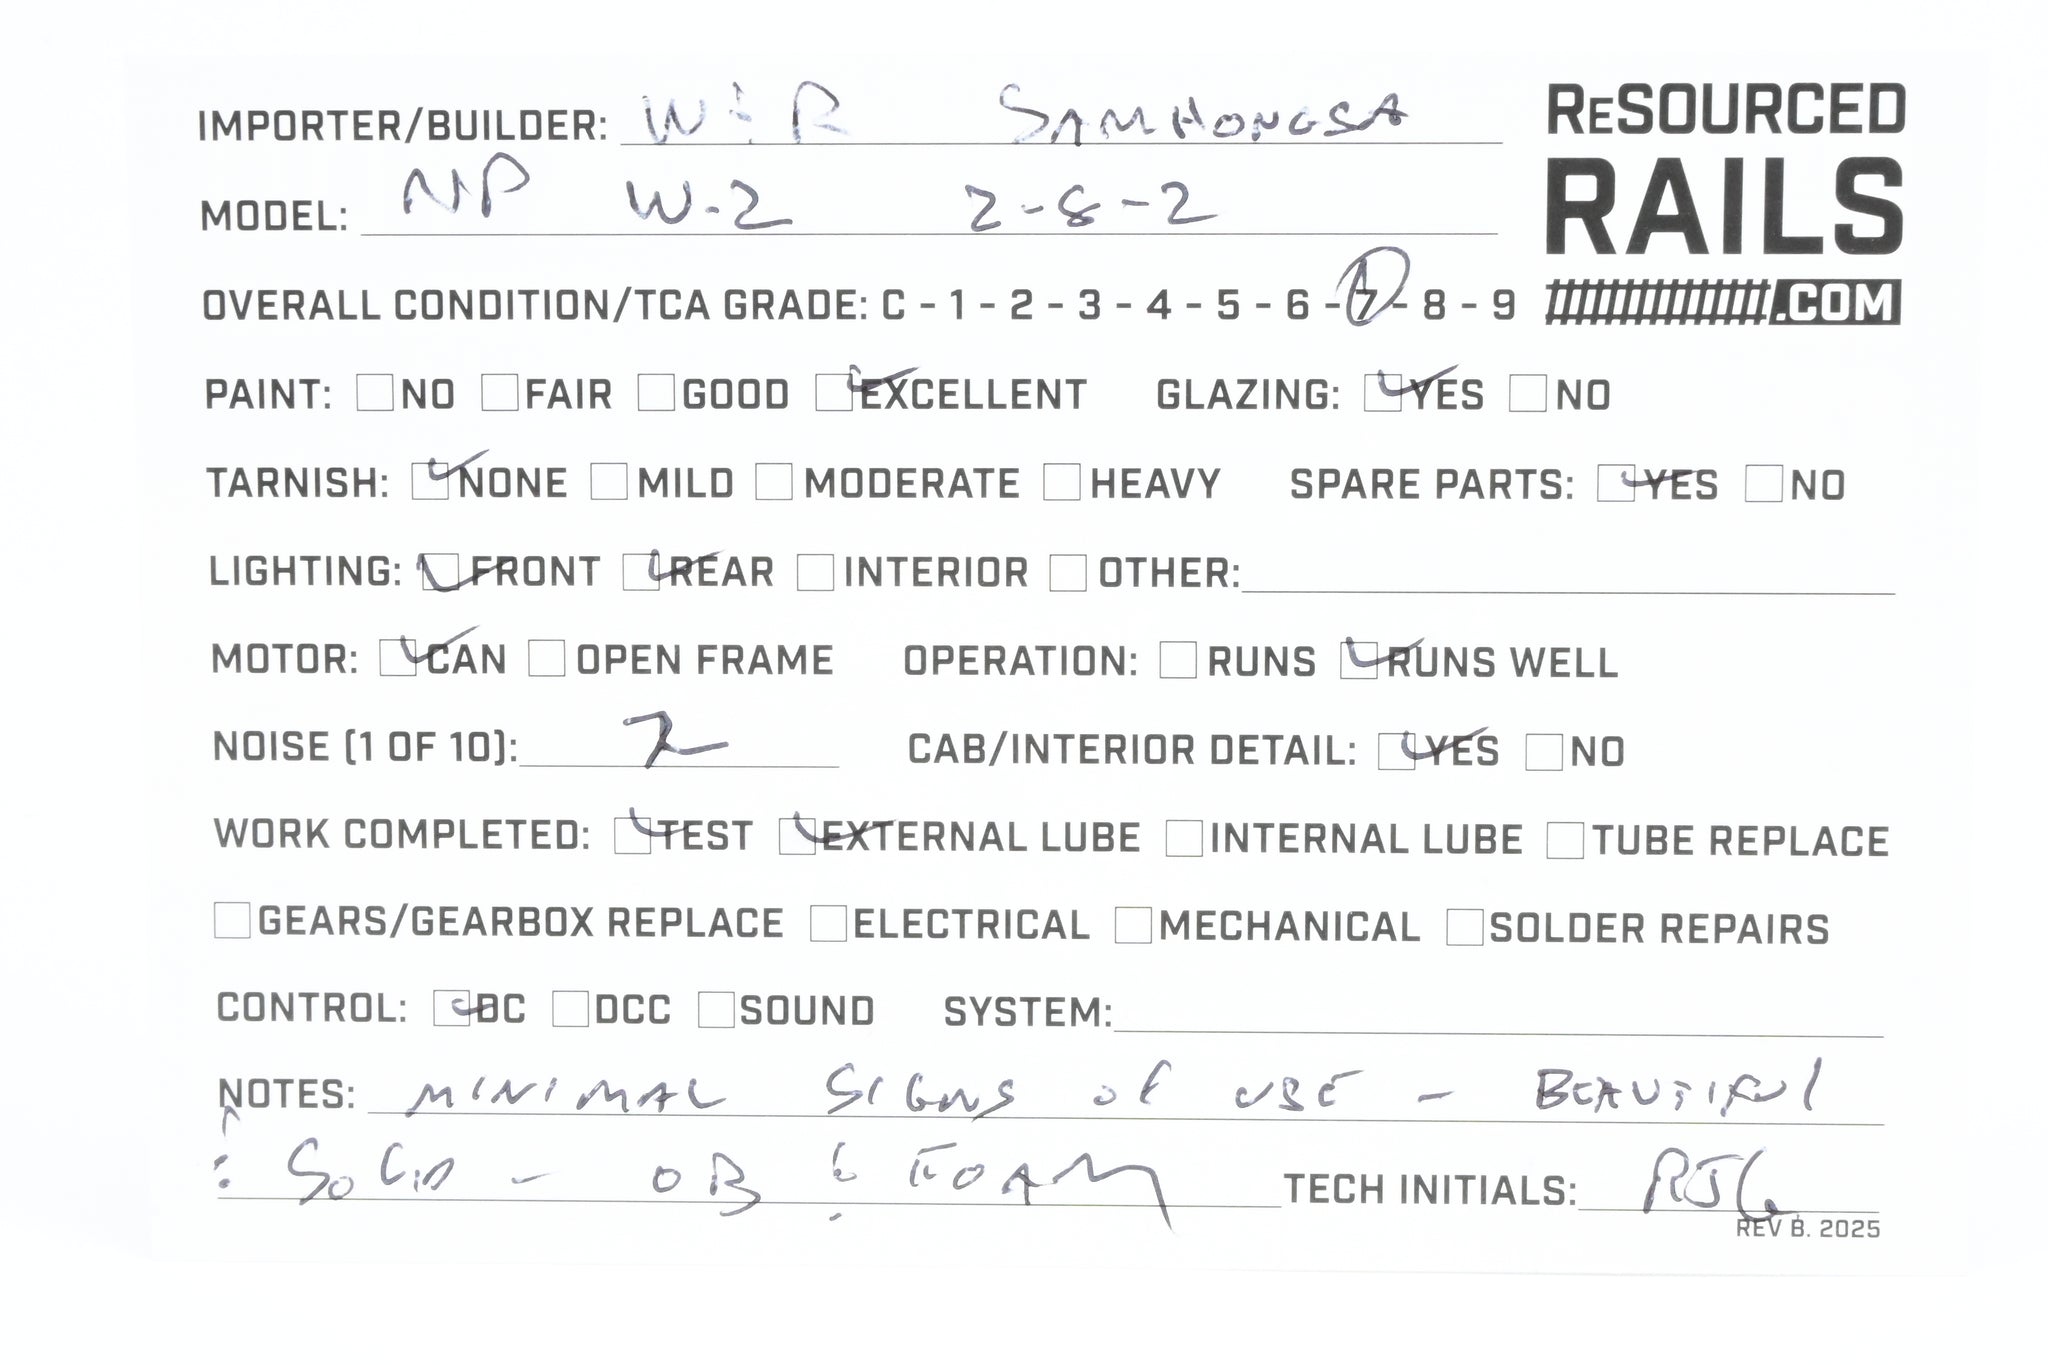 IMPORTER/BUILDER: W & R SAMHONGSA
ReSOURCED
RAILS
.COM
MODEL: NP W-2 2-8-2
OVERALL CONDITION/TCA GRADE: C - 1 - 2 - 3 - 4 - 5 - 6 - 7 - 8 - 9
PAINT: NO FAIR GOOD EXCELLENT GLAZING: YES NO
TARNISH: NONE MILD MODERATE HEAVY SPARE PARTS: YES NO
LIGHTING: FRONT REAR INTERIOR OTHER:
MOTOR: CAN OPEN FRAME OPERATION: RUNS RUNS WELL
NOISE (1 OF 10): 2 CAB/INTERIOR DETAIL: YES NO
WORK COMPLETED: TEST EXTERNAL LUBE INTERNAL LUBE TUBE REPLACE
GEARS/GEARBOX REPLACE ELECTRICAL MECHANICAL SOLDER REPAIRS
CONTROL: DC DCC SOUND SYSTEM:
NOTES: MINIMAL SIGNS OF USE - BEAUTIFUL
& SOLID - OB & FOAM TECH INITIALS: RJG
REV B. 2025